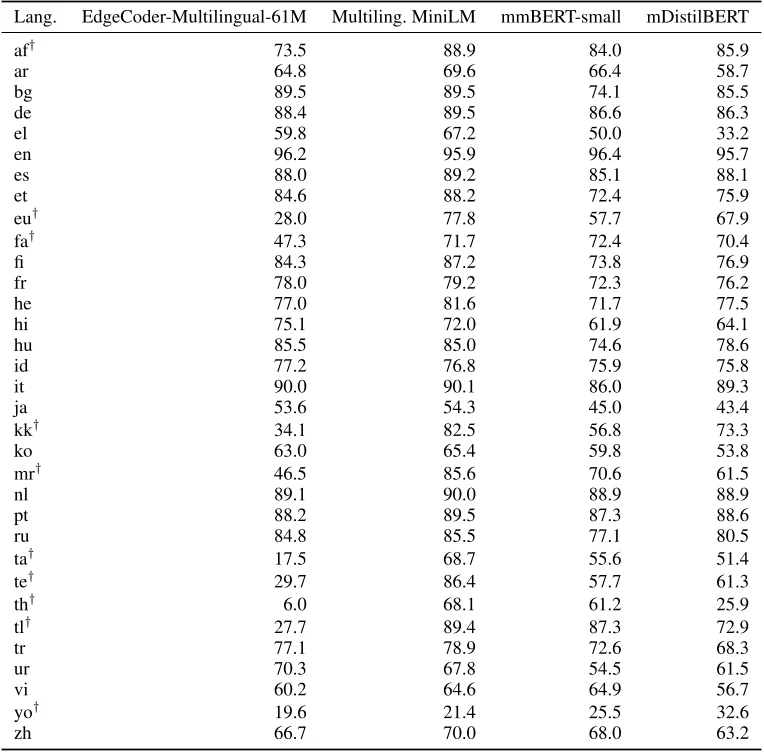 Lang. EdgeCoder-Multilingual-61M Multiling. MiniLM mmBERT-small mDistilBERT
af† 73.5 88.9 84.0 85.9
ar 64.8 69.6 66.4 58.7
bg 89.5 89.5 74.1 85.5
de 88.4 89.5 86.6 86.3
el 59.8 67.2 50.0 33.2
en 96.2 95.9 96.4 95.7
es 88.0 89.2 85.1 88.1
et 84.6 88.2 72.4 75.9
eu† 28.0 77.8 57.7 67.9
fa† 47.3 71.7 72.4 70.4
fi 84.3 87.2 73.8 76.9
fr 78.0 79.2 72.3 76.2
he 77.0 81.6 71.7 77.5
hi 75.1 72.0 61.9 64.1
hu 85.5 85.0 74.6 78.6
id 77.2 76.8 75.9 75.8
it 90.0 90.1 86.0 89.3
ja 53.6 54.3 45.0 43.4
kk† 34.1 82.5 56.8 73.3
ko 63.0 65.4 59.8 53.8
mr† 46.5 85.6 70.6 61.5
nl 89.1 90.0 88.9 88.9
pt 88.2 89.5 87.3 88.6
ru 84.8 85.5 77.1 80.5
ta† 17.5 68.7 55.6 51.4
te† 29.7 86.4 57.7 61.3
th† 6.0 68.1 61.2 25.9
tl† 27.7 89.4 87.3 72.9
tr 77.1 78.9 72.6 68.3
ur 70.3 67.8 54.5 61.5
vi 60.2 64.6 64.9 56.7
yo† 19.6 21.4 25.5 32.6
zh 66.7 70.0 68.0 63.2